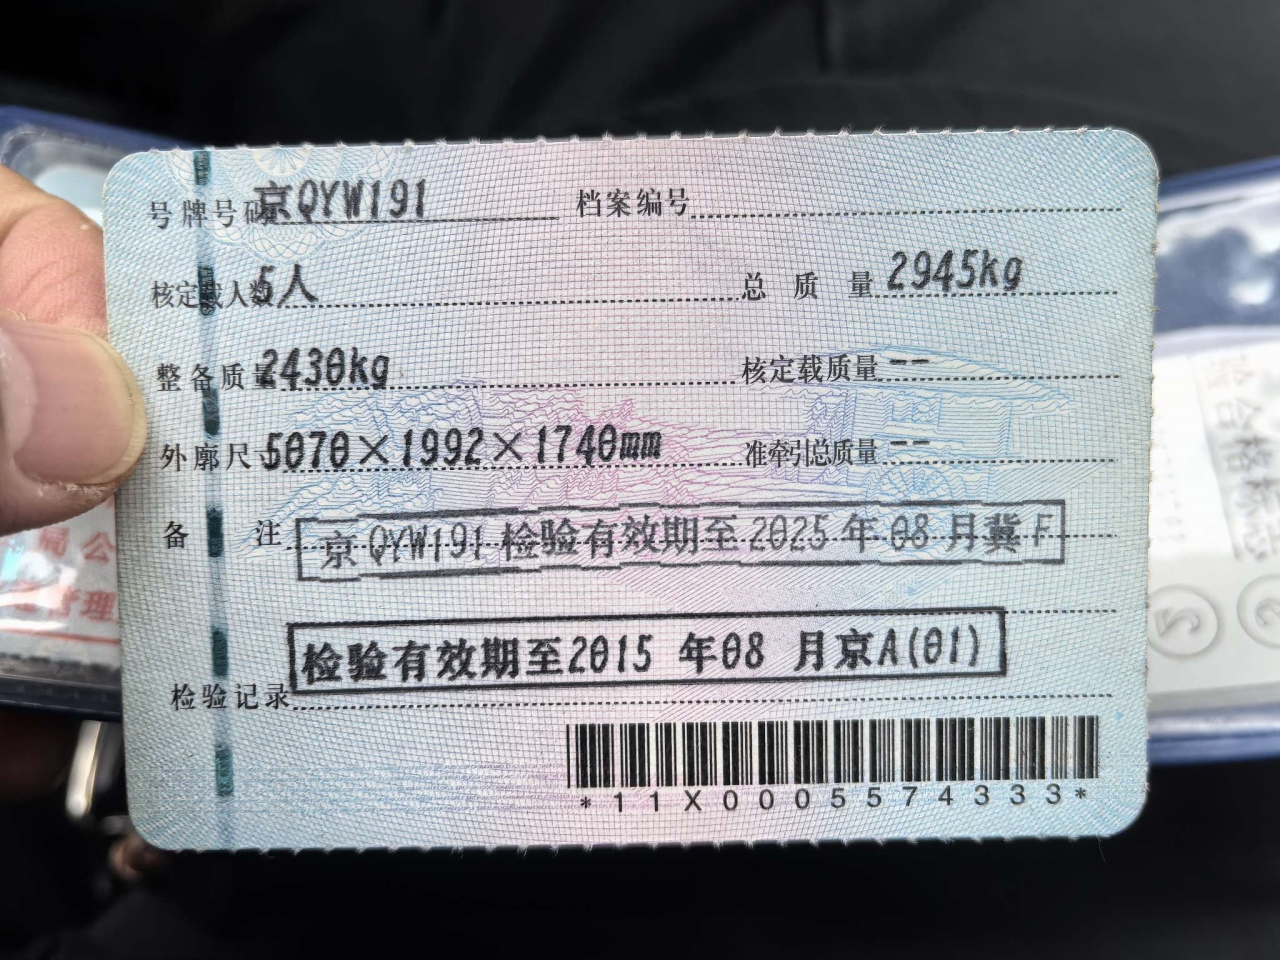 号牌号码 京QYW191 档案编号
核定载人数 5人 总质量 2945kg
整备质量 2430kg 核定载质量 --
外廓尺寸 5070×1992×1740mm 准牵引总质量 --
备注 京QYW191 检验有效期至2025年08月冀F
检验有效期至2015 年08 月京A(01)
检验记录
*11X0005574333*
合格标志